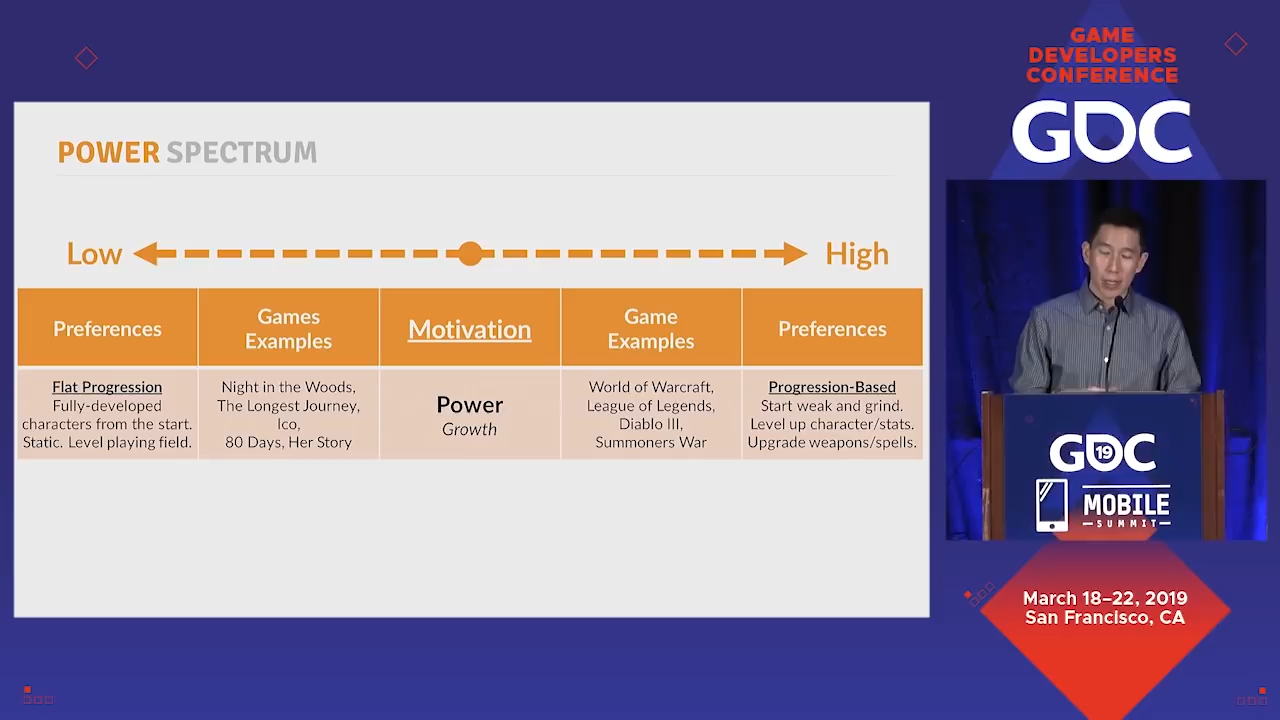 GAME
DEVELOPERS
CONFERENCE
GDC
POWER SPECTRUM
Low
High
Preferences
Games
Examples
Motivation
Game
Examples
Preferences
Flat Progression
Fully-developed
characters from the start.
Static. Level playing field.
Night in the Woods,
The Longest Journey,
Ico,
80 Days, Her Story
Power
Growth
World of Warcraft,
League of Legends,
Diablo III,
Summoners War
Progression-Based
Start weak and grind.
Level up character/stats.
Upgrade weapons/spells.
GDC
19
MOBILE
SUMMIT
March 18–22, 2019
San Francisco, CA